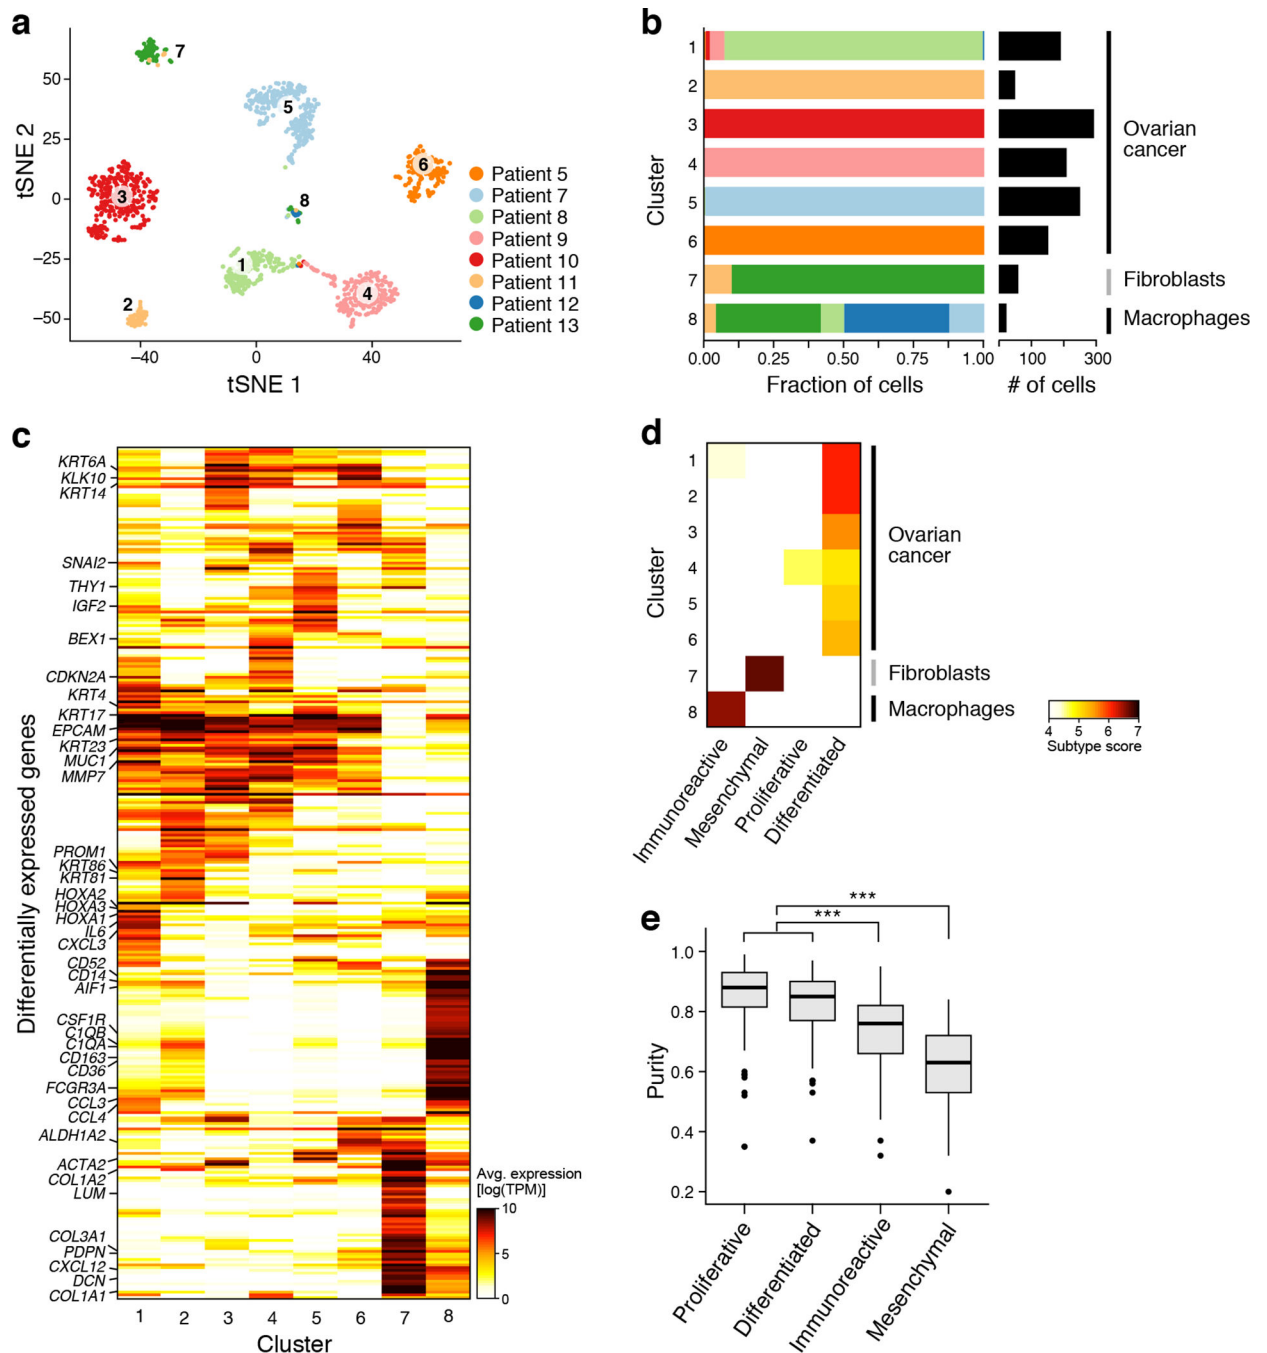 a
tSNE 2
50
25
0
−25
−50
−40
0
40
tSNE 1
7
5
6
3
8
1
4
2
Patient 5
Patient 7
Patient 8
Patient 9
Patient 10
Patient 11
Patient 12
Patient 13
b
Cluster
1
2
3
4
5
6
7
8
0.00
0.25
0.50
0.75
1.00
Fraction of cells
100
300
# of cells
Ovarian
cancer
Fibroblasts
Macrophages
c
Differentially expressed genes
KRT6A
KLK10
KRT14
SNAI2
THY1
IGF2
BEX1
CDKN2A
KRT4
KRT17
EPCAM
KRT23
MUC1
MMP7
PROM1
KRT86
KRT81
HOXA2
HOXA3
HOXA1
IL6
CXCL3
CD52
CD14
AIF1
CSF1R
C1QB
C1QA
CD163
CD36
FCGR3A
CCL3
CCL4
ALDH1A2
ACTA2
COL1A2
LUM
COL3A1
PDPN
CXCL12
DCN
COL1A1
1 2 3 4 5 6 7 8
Cluster
Avg. expression
[log(TPM)]
10
5
0
d
Cluster
1
2
3
4
5
6
7
8
Ovarian
cancer
Fibroblasts
Macrophages
Immunoreactive
Mesenchymal
Proliferative
Differentiated
4 5 6 7
Subtype score
e
***
***
Purity
1.0
0.8
0.6
0.4
0.2
Proliferative
Differentiated
Immunoreactive
Mesenchymal